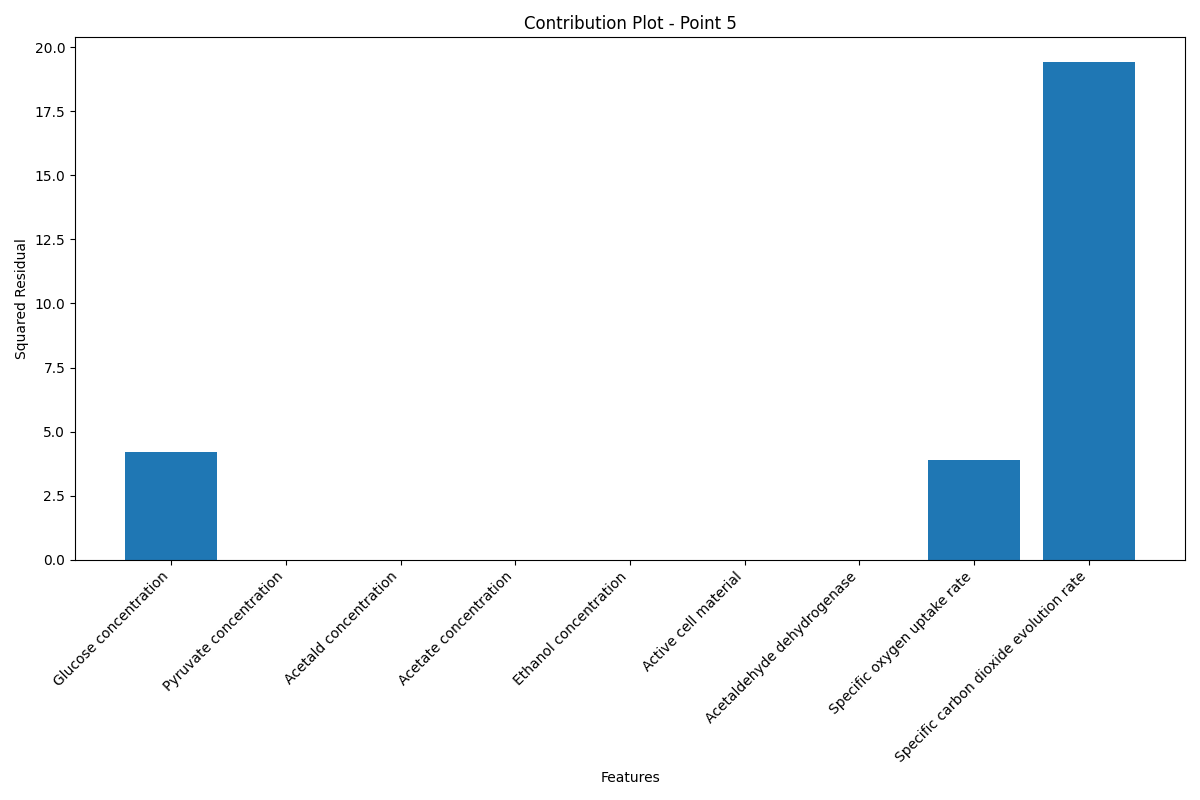 Contribution Plot - Point 5
20.0
17.5
15.0
12.5
10.0
7.5
5.0
2.5
0.0
Squared Residual
Glucose concentration
Pyruvate concentration
Acetald concentration
Acetate concentration
Ethanol concentration
Active cell material
Acetaldehyde dehydrogenase
Specific oxygen uptake rate
Specific carbon dioxide evolution rate
Features